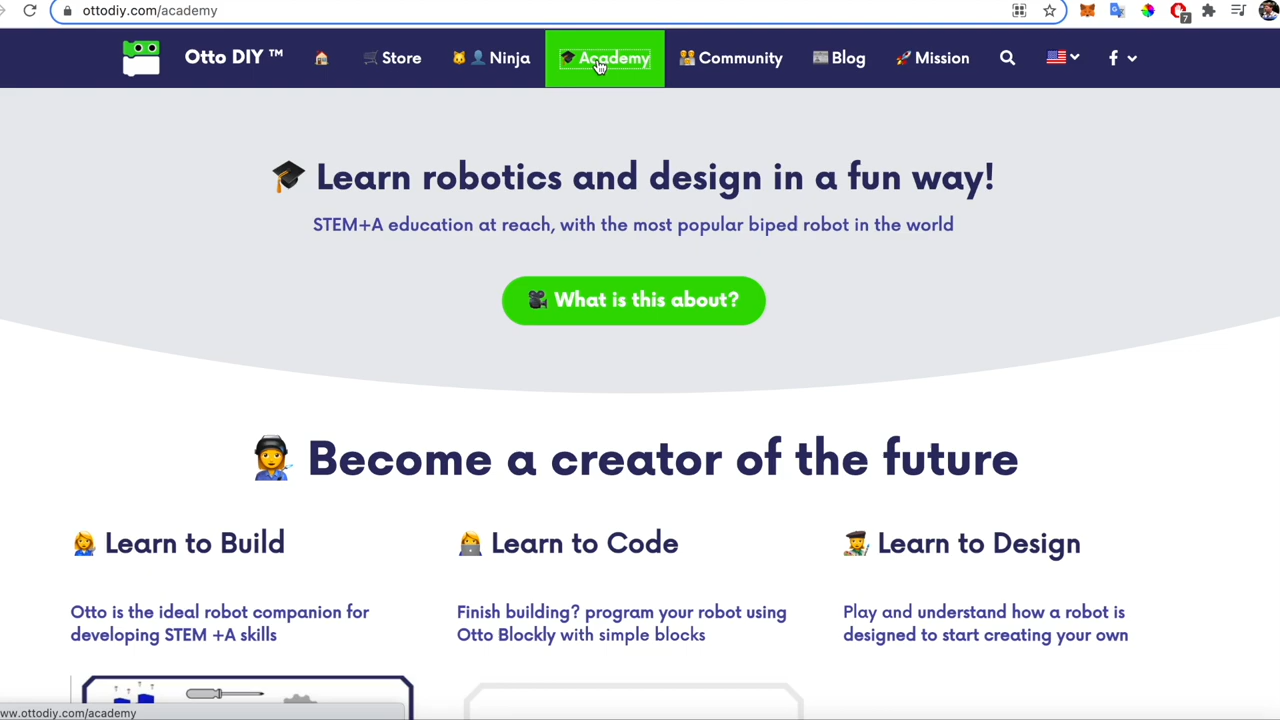 ottodiy.com/academy
7
Otto DIY ™
Store
Ninja
Academy
Community
Blog
Mission
Learn robotics and design in a fun way!
STEM+A education at reach, with the most popular biped robot in the world
What is this about?
Become a creator of the future
Learn to Build
Otto is the ideal robot companion for
developing STEM +A skills
Learn to Code
Finish building? program your robot using
Otto Blockly with simple blocks
Learn to Design
Play and understand how a robot is
designed to start creating your own
ww.ottodiy.com/academy